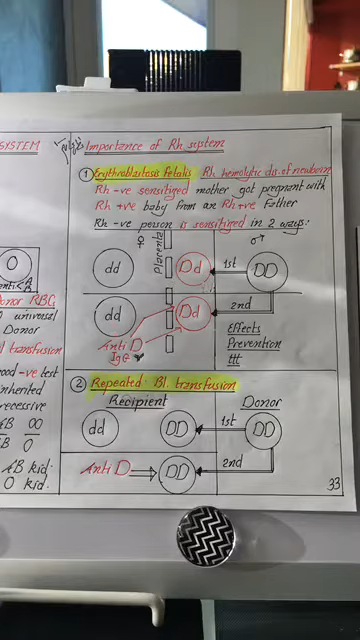 SYSTEM
Importance of Rh system
① Erythroblastosis fetalis Rh hemolytic dis. of newborn
Rh -ve sensitized mother got pregnant with
Rh +ve baby from an Rh +ve Father
Rh -ve person is sensitized in 2 ways:
♀
Placenta
♂
dd
Dd
1st
DD
dd
Dd
2nd
Anti D
IgG
Effects
Prevention
ttt
② Repeated Bl. transfusion
Recipient
Donor
dd
DD
1st
DD
Anti D
DD
2nd
33
O
Donor RBC
universal
Donor
transfusion
-ve test
inherited
recessive
OO
O
AB kid
O kid.